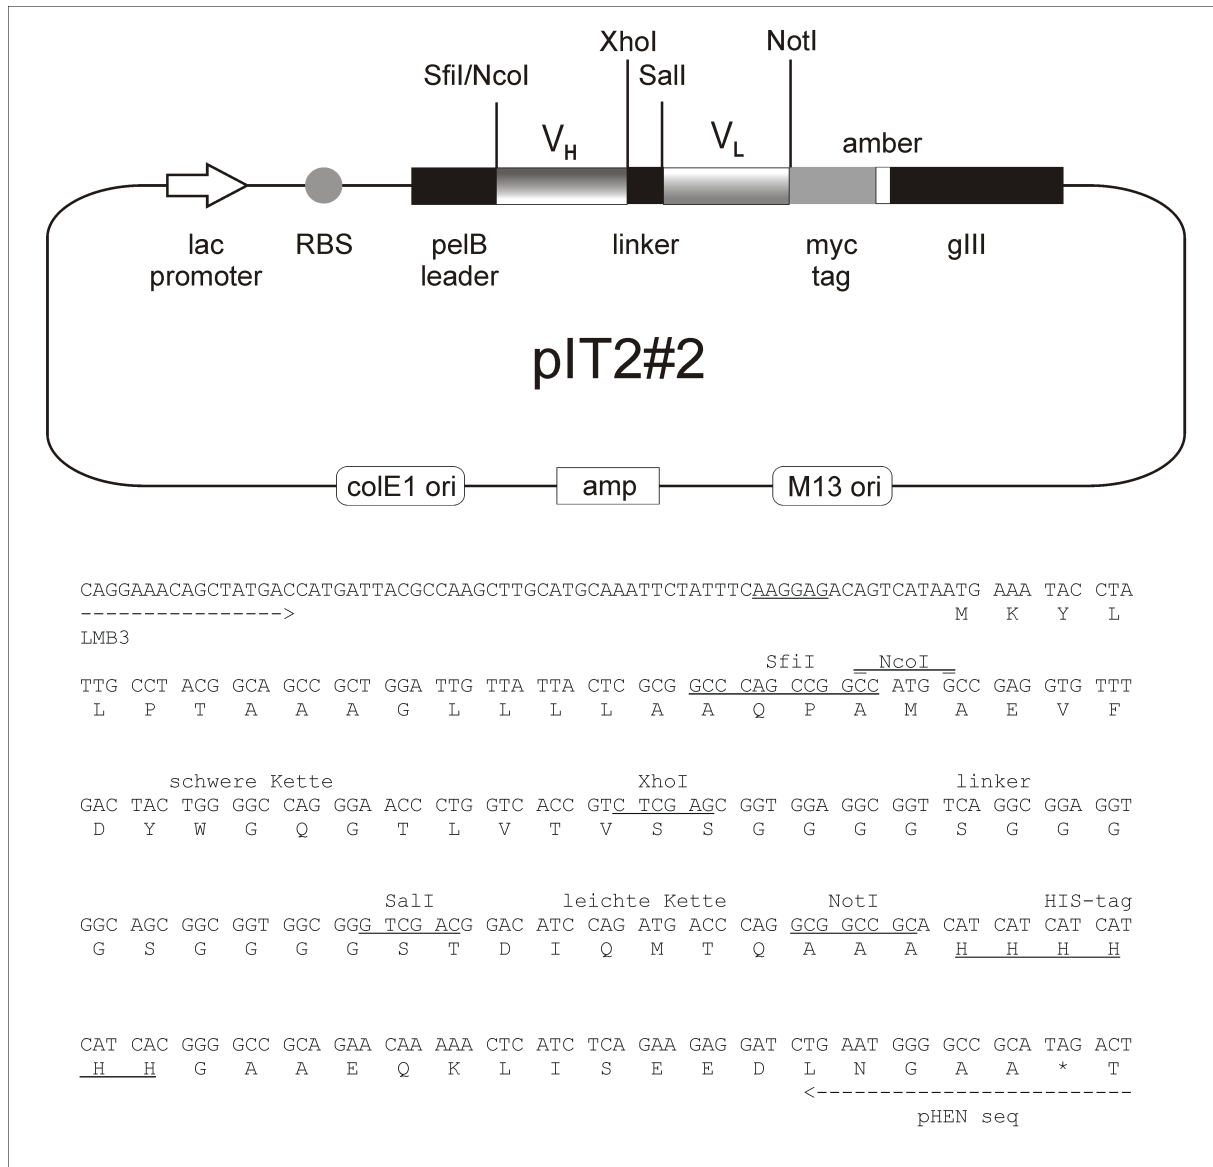 XhoI NotI
SfiI/NcoI SalI
VH VL amber
lac promoter RBS pelB leader linker myc tag gIII
pIT2#2
colE1 ori amp M13 ori
CAGGAAACAGCTATGACCATGATTACGCCAAGCTTGCATGCAAATTCTATTTCAAGGAGACAGTCATAATG AAA TAC CTA
---------------->  M K Y L
LMB3
SfiI NcoI
TTG CCT ACG GCA GCC GCT GGA TTG TTA TTA CTC GCG GCC CAG CCG GCC ATG GCC GAG GTG TTT
L P T A A A G L L L L A A Q P A M A E V F
schwere Kette XhoI linker
GAC TAC TGG GGC CAG GGA ACC CTG GTC ACC GTC TCG AGC GGT GGA GGC GGT TCA GGC GGA GGT
D Y W G Q G T L V T V S S G G G G S G G G
SalI leichte Kette NotI HIS-tag
GGC AGC GGC GGT GGC GGG TCG ACG GAC ATC CAG ATG ACC CAG GCG GCC GCA CAT CAT CAT CAT
G S G G G G S T D I Q M T Q A A A H H H H
CAT CAC GGG GCC GCA GAA CAA AAA CTC ATC TCA GAA GAG GAT CTG AAT GGG GCC GCA TAG ACT
H H G A A E Q K L I S E E D L N G A A * T
<-------------------------
pHEN seq